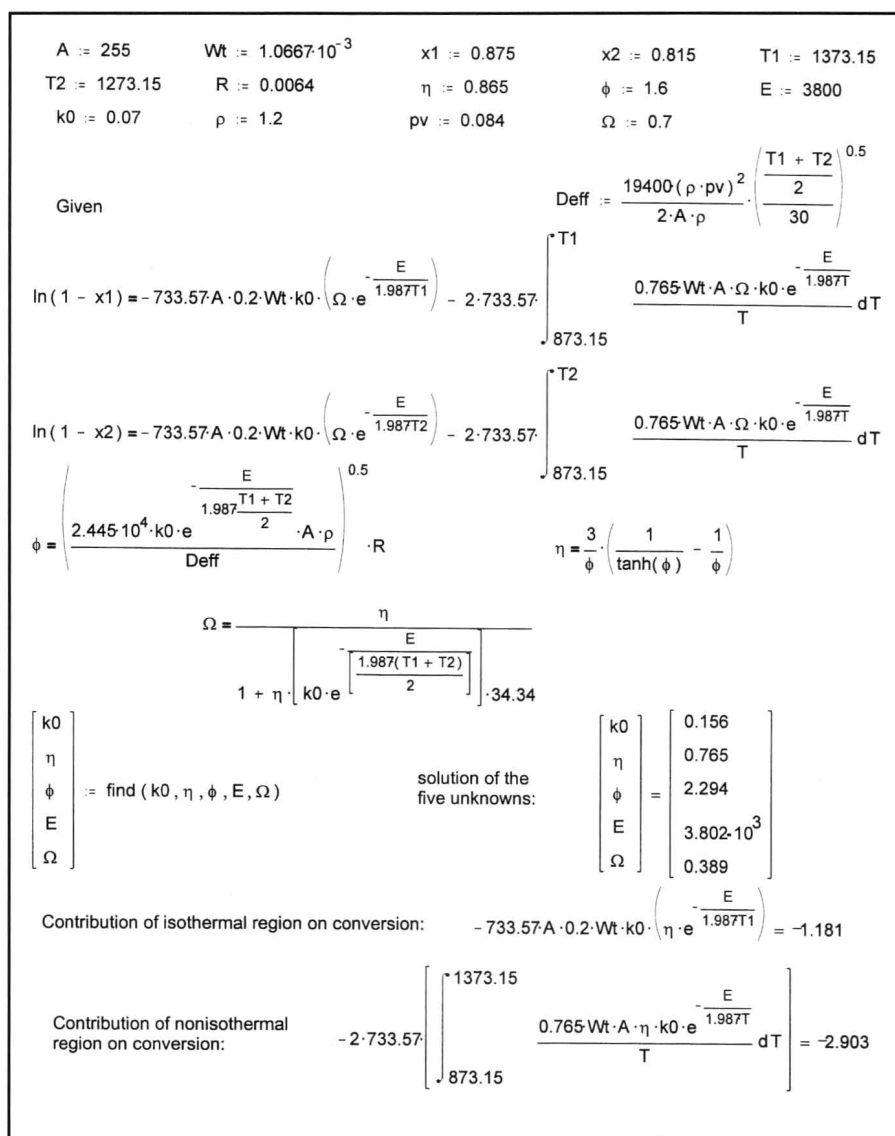 A := 255 Wt := 1.0667·10^-3 x1 := 0.875 x2 := 0.815 T1 := 1373.15
T2 := 1273.15 R := 0.0064 η := 0.865 ϕ := 1.6 E := 3800
k0 := 0.07 ρ := 1.2 pv := 0.084 Ω := 0.7
Given Deff := (19400·(ρ·pv)^2)/(2·A·ρ)·(((T1 + T2)/2)/30)^0.5
ln(1 - x1) = -733.57·A·0.2·Wt·k0·(Ω·e^(-E/(1.987T1))) - 2·733.57·∫_873.15^T1 (0.765·Wt·A·Ω·k0·e^(-E/(1.987T)))/T dT
ln(1 - x2) = -733.57·A·0.2·Wt·k0·(Ω·e^(-E/(1.987T2))) - 2·733.57·∫_873.15^T2 (0.765·Wt·A·Ω·k0·e^(-E/(1.987T)))/T dT
ϕ = ((2.445·10^4·k0·e^(-E/(1.987 (T1 + T2)/2))·A·ρ)/Deff)^0.5·R η = 3/ϕ·(1/tanh(ϕ) - 1/ϕ)
Ω = η/(1 + η·[k0·e^(-E/[1.987(T1 + T2)/2])]·34.34)
[k0 η ϕ E Ω] := find (k0, η, ϕ, E, Ω) solution of the five unknowns: [k0 η ϕ E Ω] = [0.156 0.765 2.294 3.802·10^3 0.389]
Contribution of isothermal region on conversion: -733.57·A·0.2·Wt·k0·(η·e^(-E/(1.987T1))) = -1.181
Contribution of nonisothermal region on conversion: -2·733.57·[∫_873.15^1373.15 (0.765·Wt·A·η·k0·e^(-E/(1.987T)))/T dT] = -2.903